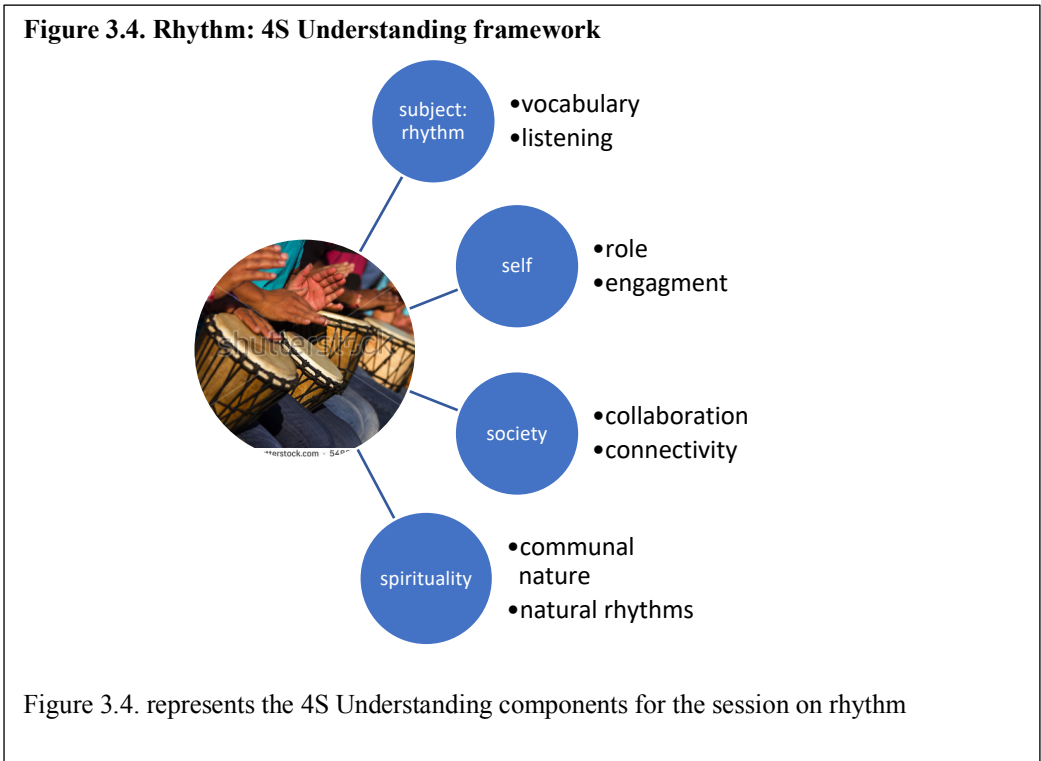 Figure 3.4. Rhythm: 4S Understanding framework
subject:
rhythm
•vocabulary
•listening
self
•role
•engagment
shutterstock
society
•collaboration
•connectivity
spirituality
•communal
nature
•natural rhythms
Figure 3.4. represents the 4S Understanding components for the session on rhythm